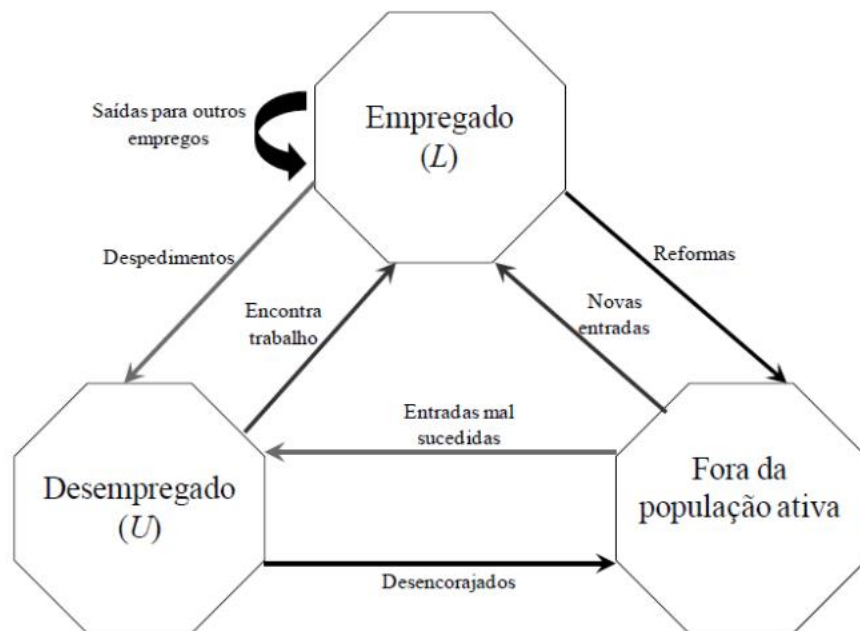 Saídas para outros
empregos
Empregado
(L)
Despedimentos
Reformas
Encontra
trabalho
Novas
entradas
Entradas mal
sucedidas
Desempregado
(U)
Fora da
população ativa
Desencorajados